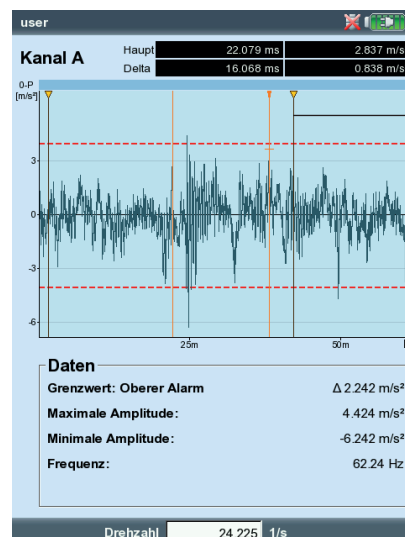 user
Kanal A Haupt 22.079 ms 2.837 m/s
Delta 16.068 ms 0.838 m/s
0-P
[m/s²]
3
0
-3
-6
25m 50m
Daten
Grenzwert: Oberer Alarm Δ 2.242 m/s²
Maximale Amplitude: 4.424 m/s²
Minimale Amplitude: -6.242 m/s²
Frequenz: 62.24 Hz
Drehzahl 24.225 1/s